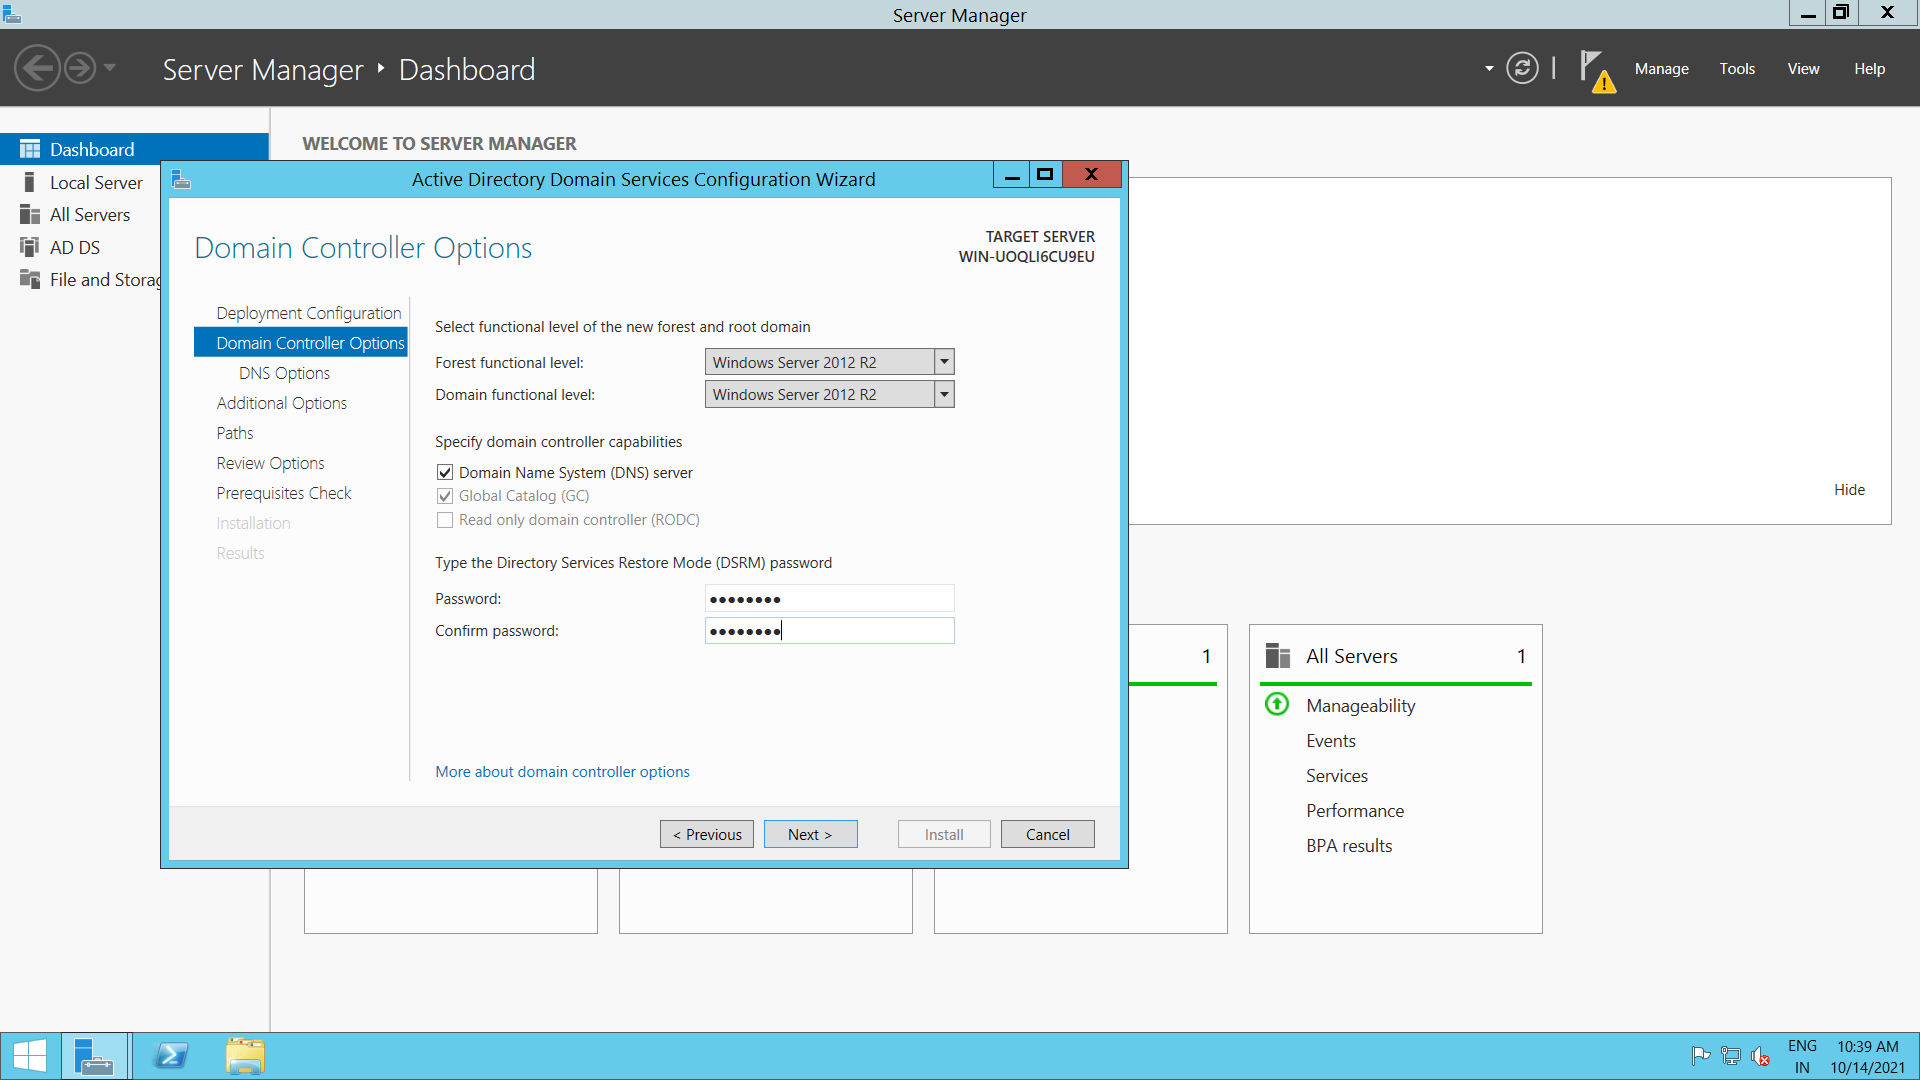 Server Manager
Server Manager ‣ Dashboard
Manage
Tools
View
Help
Dashboard
Local Server
All Servers
AD DS
File and Storag
WELCOME TO SERVER MANAGER
Active Directory Domain Services Configuration Wizard
Domain Controller Options
TARGET SERVER
WIN-UOQLI6CU9EU
Deployment Configuration
Domain Controller Options
DNS Options
Additional Options
Paths
Review Options
Prerequisites Check
Installation
Results
Select functional level of the new forest and root domain
Forest functional level: Windows Server 2012 R2
Domain functional level: Windows Server 2012 R2
Specify domain controller capabilities
Domain Name System (DNS) server
Global Catalog (GC)
Read only domain controller (RODC)
Type the Directory Services Restore Mode (DSRM) password
Password: ●●●●●●●●
Confirm password: ●●●●●●●●
More about domain controller options
< Previous
Next >
Install
Cancel
Hide
1
All Servers 1
Manageability
Events
Services
Performance
BPA results
ENG
IN
10:39 AM
10/14/2021